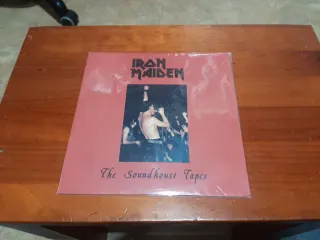 IRON
MAIDEN
The Soundhouse Tapes